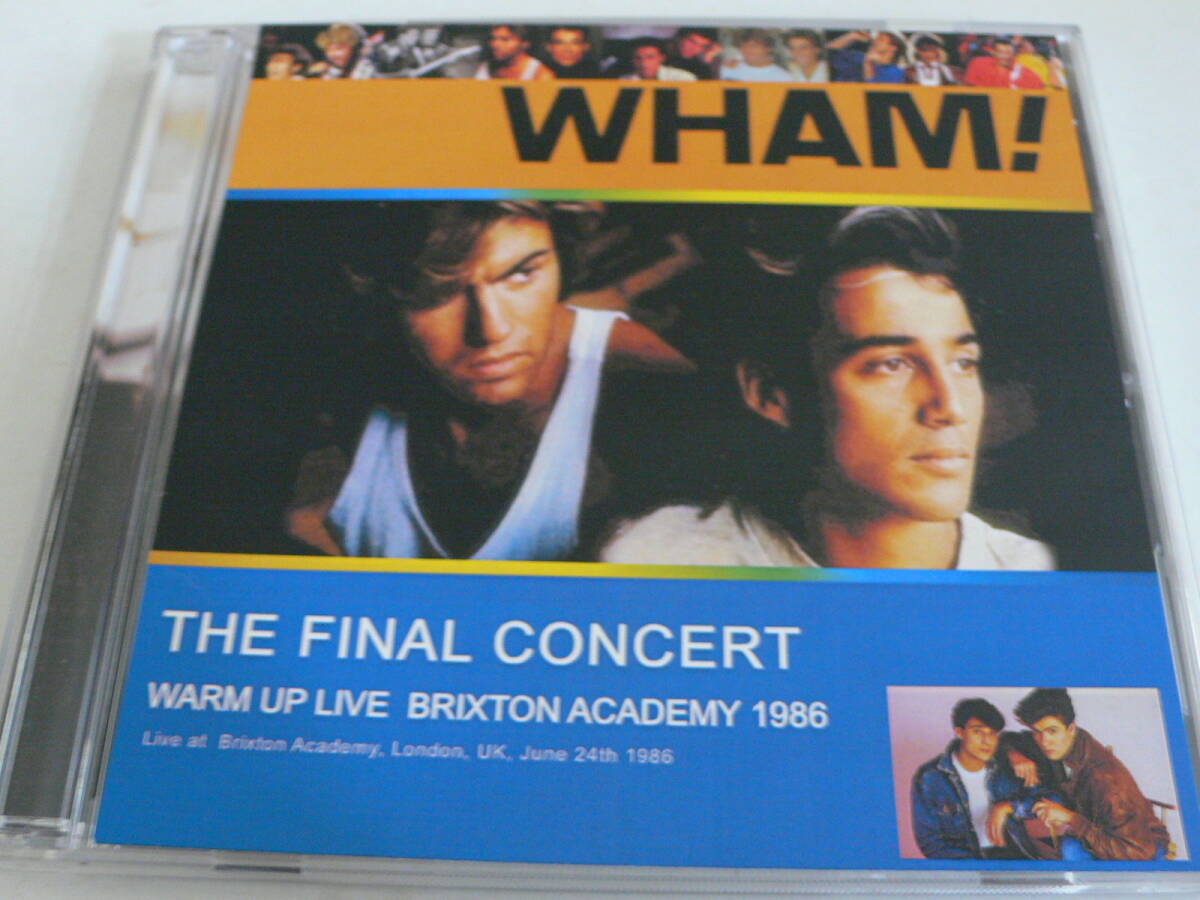 WHAM!
THE FINAL CONCERT
WARM UP LIVE BRIXTON ACADEMY 1986
Live at Brixton Academy, London, UK, June 24th 1986